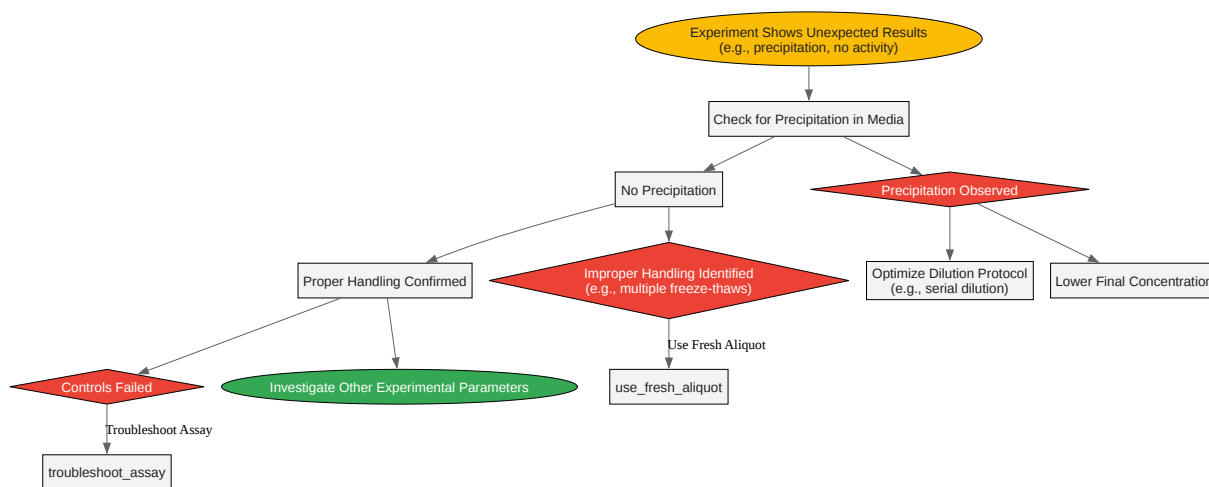 Experiment Shows Unexpected Results
(e.g., precipitation, no activity)
Check for Precipitation in Media
No Precipitation
Precipitation Observed
Proper Handling Confirmed
Improper Handling Identified
(e.g., multiple freeze-thaws)
Optimize Dilution Protocol
(e.g., serial dilution)
Lower Final Concentration
Use Fresh Aliquot
Controls Failed
Investigate Other Experimental Parameters
use_fresh_aliquot
Troubleshoot Assay
troubleshoot_assay